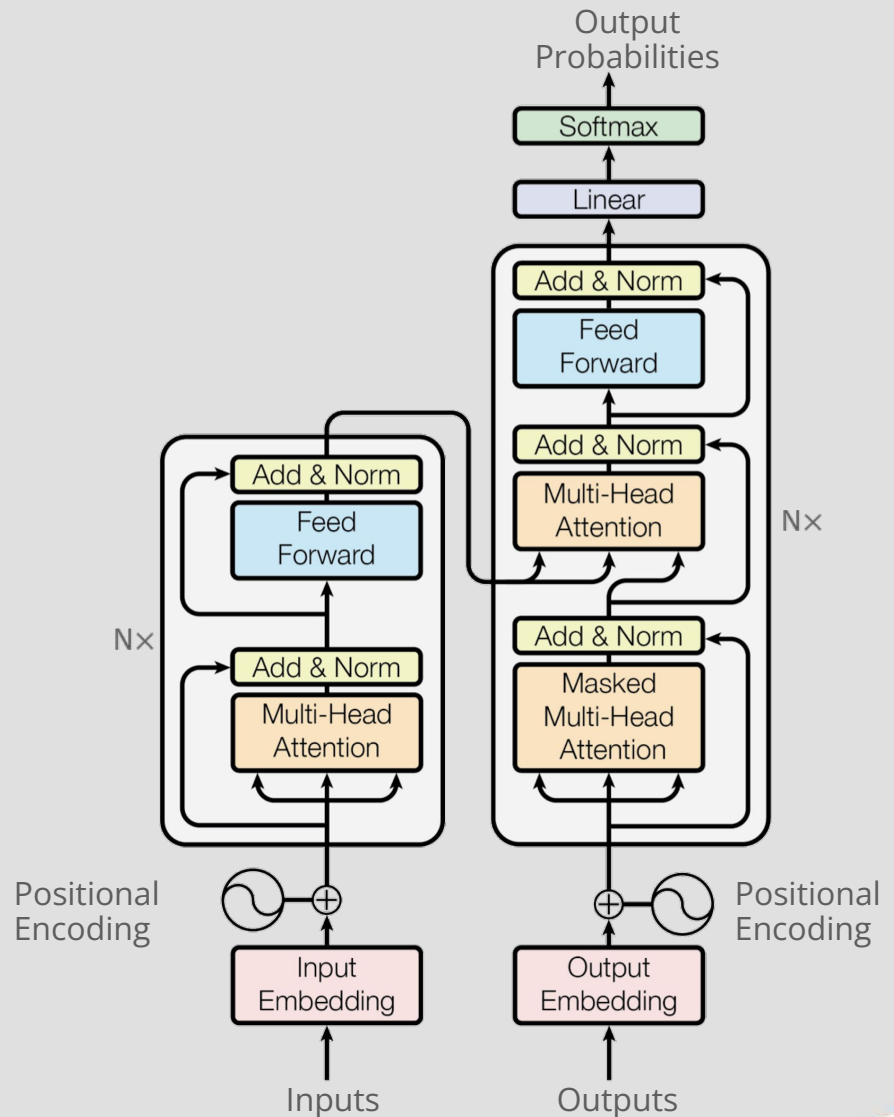 Output
Probabilities
Softmax
Linear
Add & Norm
Feed
Forward
Add & Norm
Multi-Head
Attention
N×
Add & Norm
Masked
Multi-Head
Attention
Add & Norm
Feed
Forward
N×
Add & Norm
Multi-Head
Attention
Positional
Encoding
Positional
Encoding
Input
Embedding
Output
Embedding
Inputs
Outputs